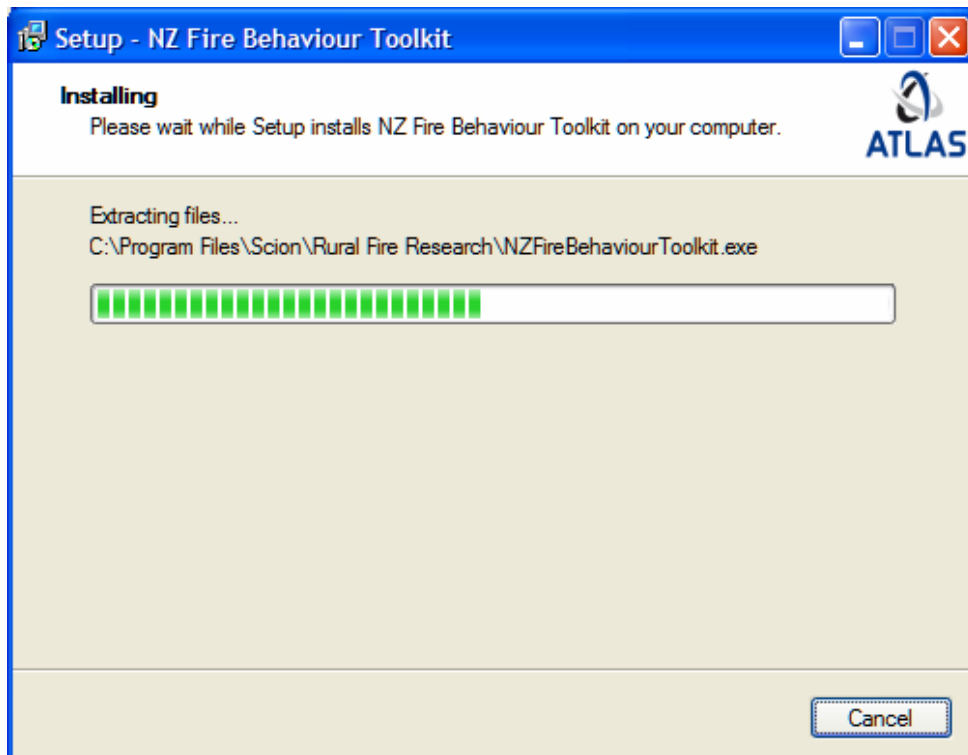 Setup - NZ Fire Behaviour Toolkit
Installing
Please wait while Setup installs NZ Fire Behaviour Toolkit on your computer.
ATLAS
Extracting files...
C:\Program Files\Scion\Rural Fire Research\NZFireBehaviourToolkit.exe
Cancel